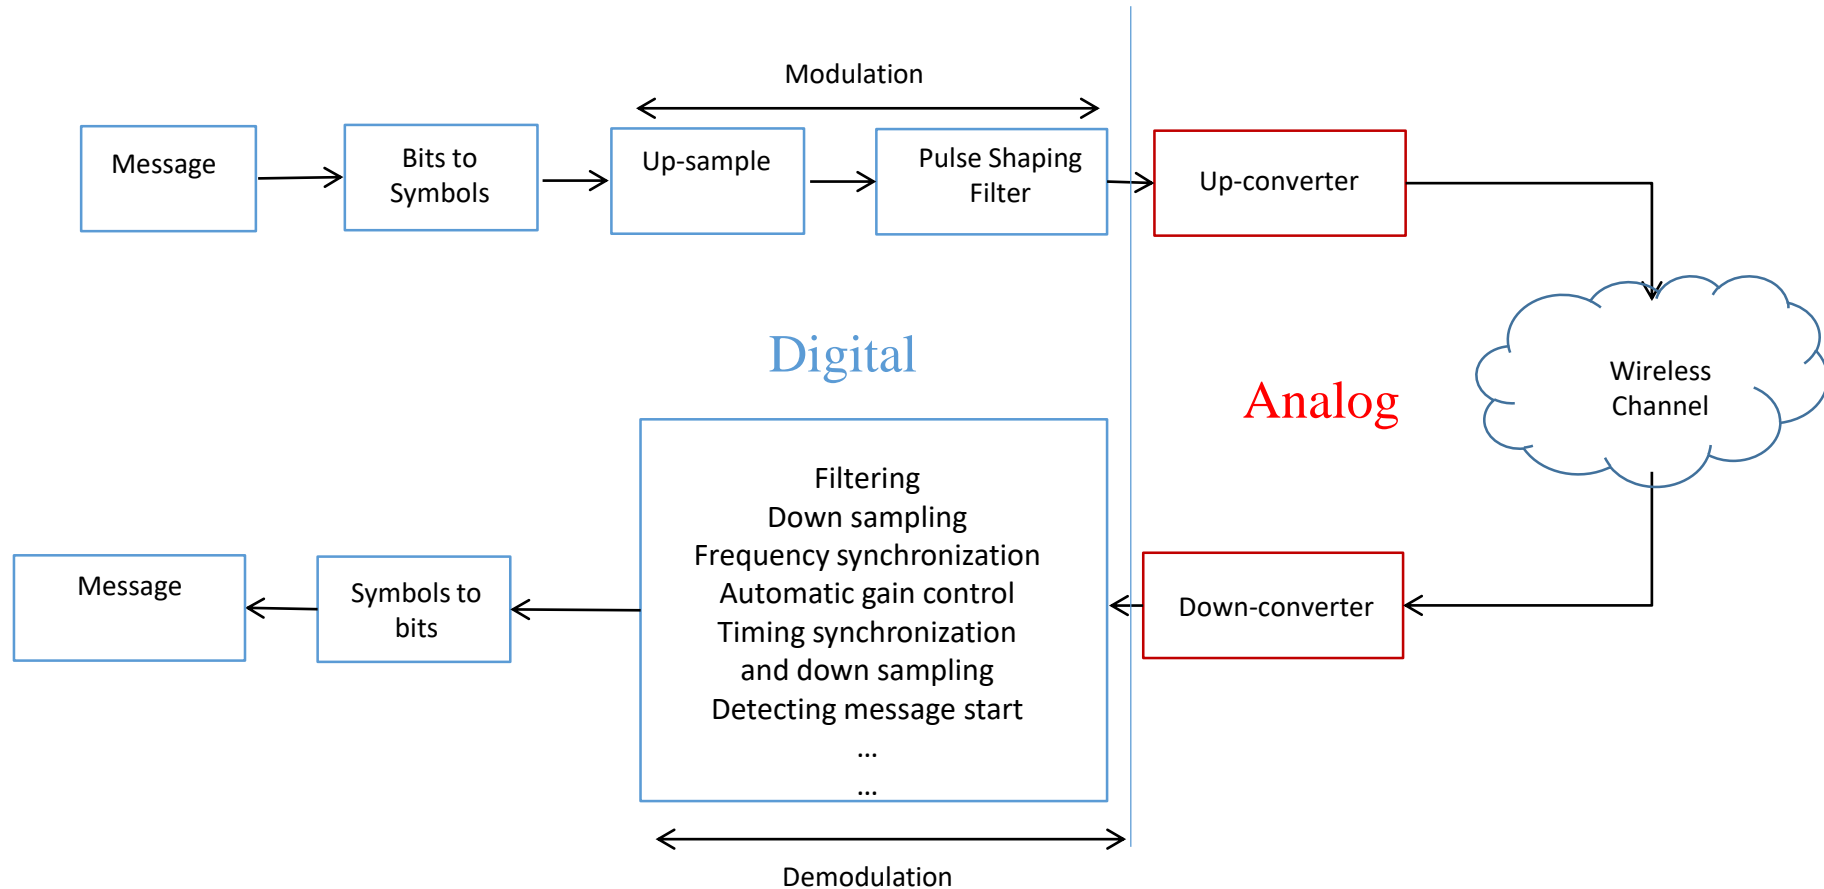 Modulation
Message
Bits to
Symbols
Up-sample
Pulse Shaping
Filter
Up-converter
Digital
Analog
Wireless
Channel
Filtering
Down sampling
Frequency synchronization
Automatic gain control
Timing synchronization
and down sampling
Detecting message start
...
...
Message
Symbols to
bits
Down-converter
Demodulation